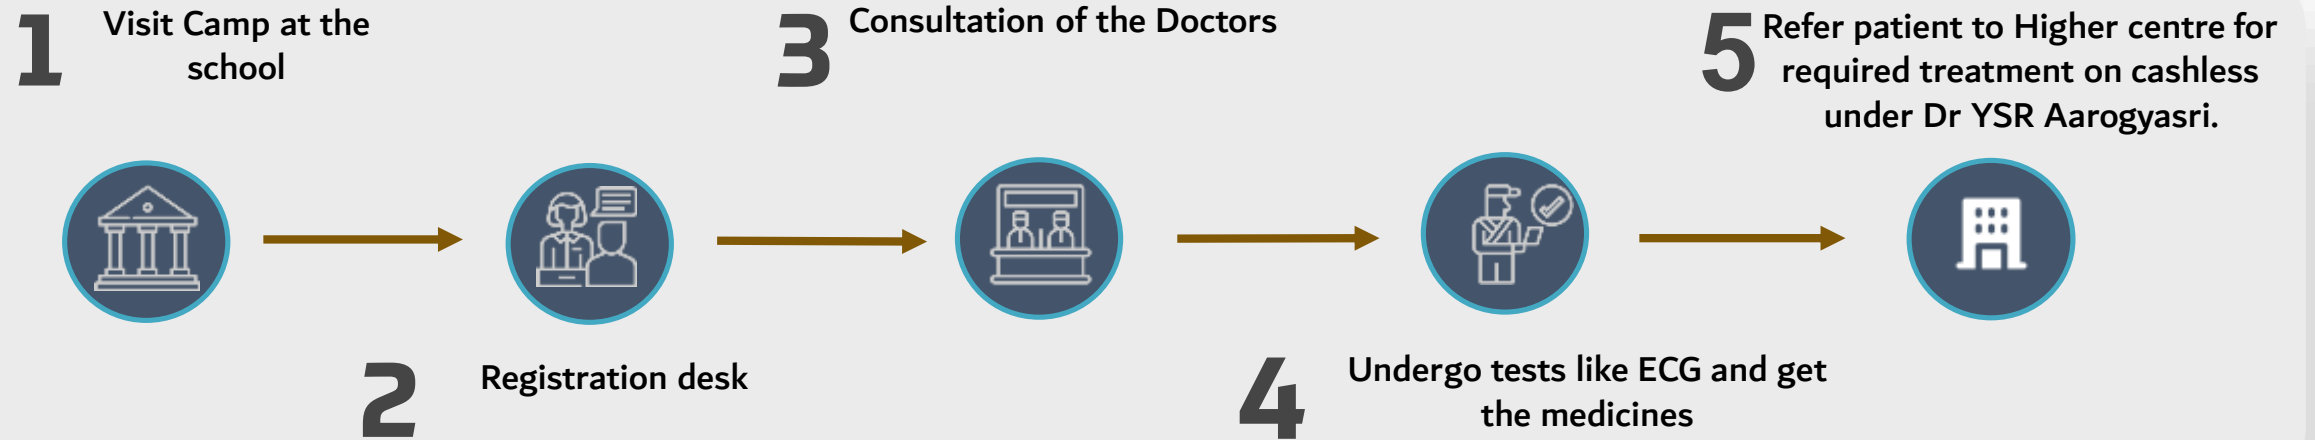 1
Visit Camp at the
school
2
Registration desk
3
Consultation of the Doctors
4
Undergo tests like ECG and get
the medicines
5
Refer patient to Higher centre for
required treatment on cashless
under Dr YSR Aarogyasri.